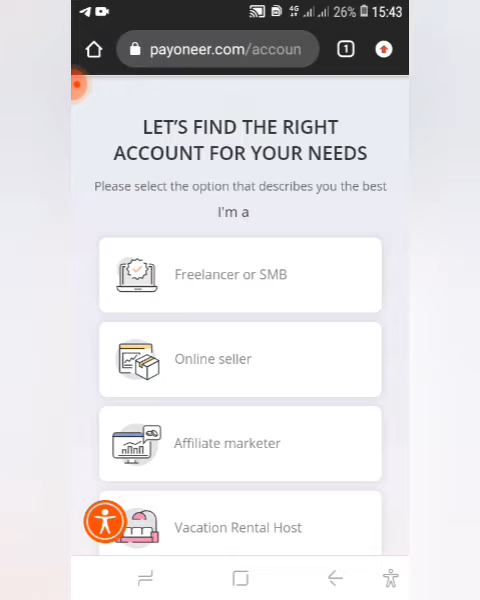 4G 26% 15:43
payoneer.com/accoun
1
LET'S FIND THE RIGHT
ACCOUNT FOR YOUR NEEDS
Please select the option that describes you the best
I'm a
Freelancer or SMB
Online seller
Affiliate marketer
Vacation Rental Host